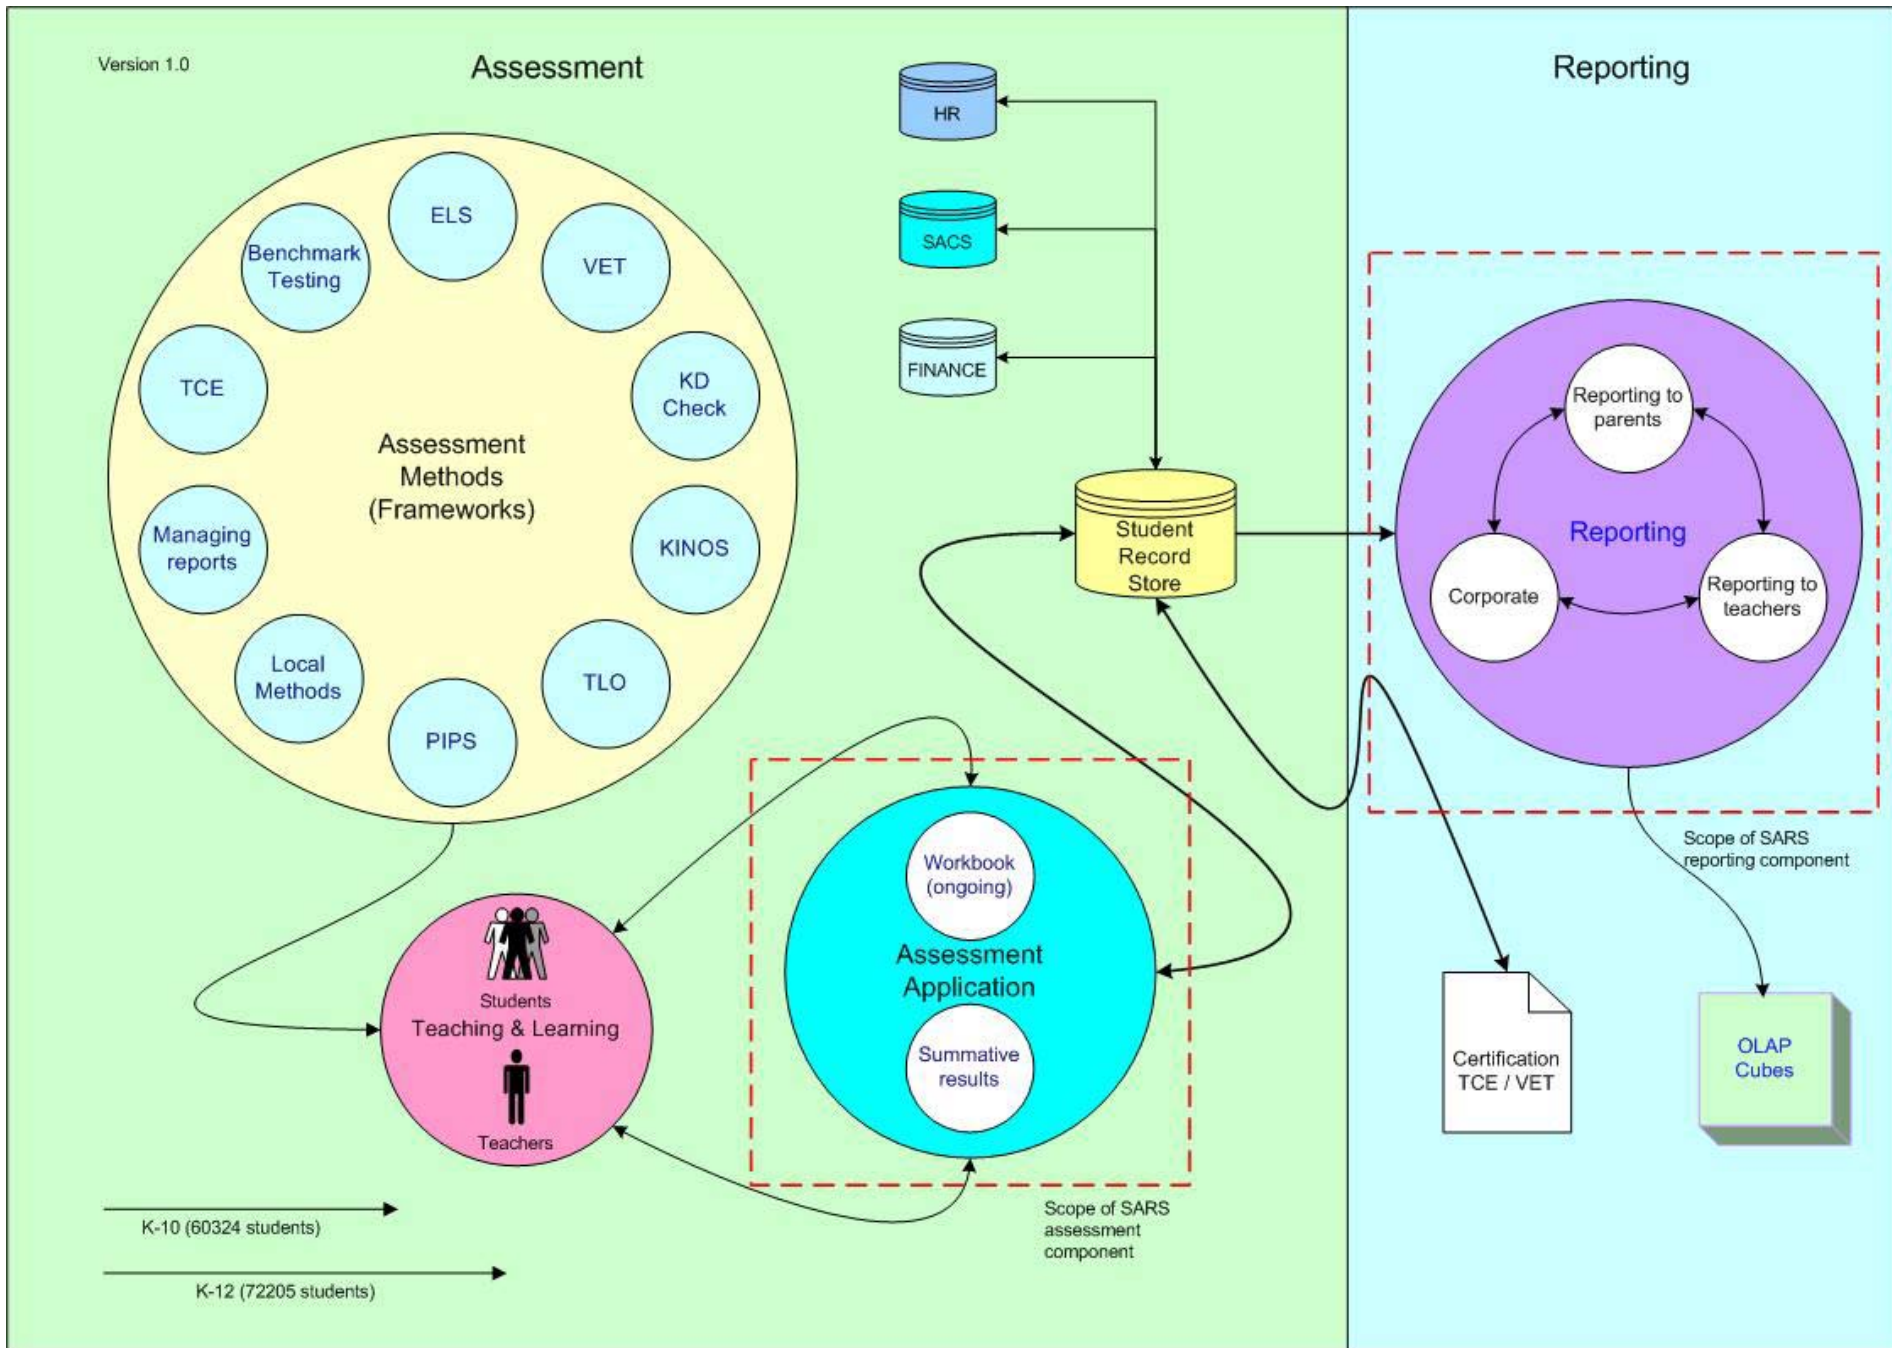 Version 1.0
Assessment
Reporting
HR
SACS
FINANCE
ELS
Benchmark
Testing
VET
TCE
KD
Check
Assessment
Methods
(Frameworks)
Managing
reports
KINOS
Local
Methods
TLO
PIPS
Student
Record
Store
Reporting to
parents
Reporting
Corporate
Reporting to
teachers
Scope of SARS
reporting component
Workbook
(ongoing)
Assessment
Application
Summative
results
Students
Teaching & Learning
Teachers
Certification
TCE / VET
OLAP
Cubes
Scope of SARS
assessment
component
K-10 (60324 students)
K-12 (72205 students)